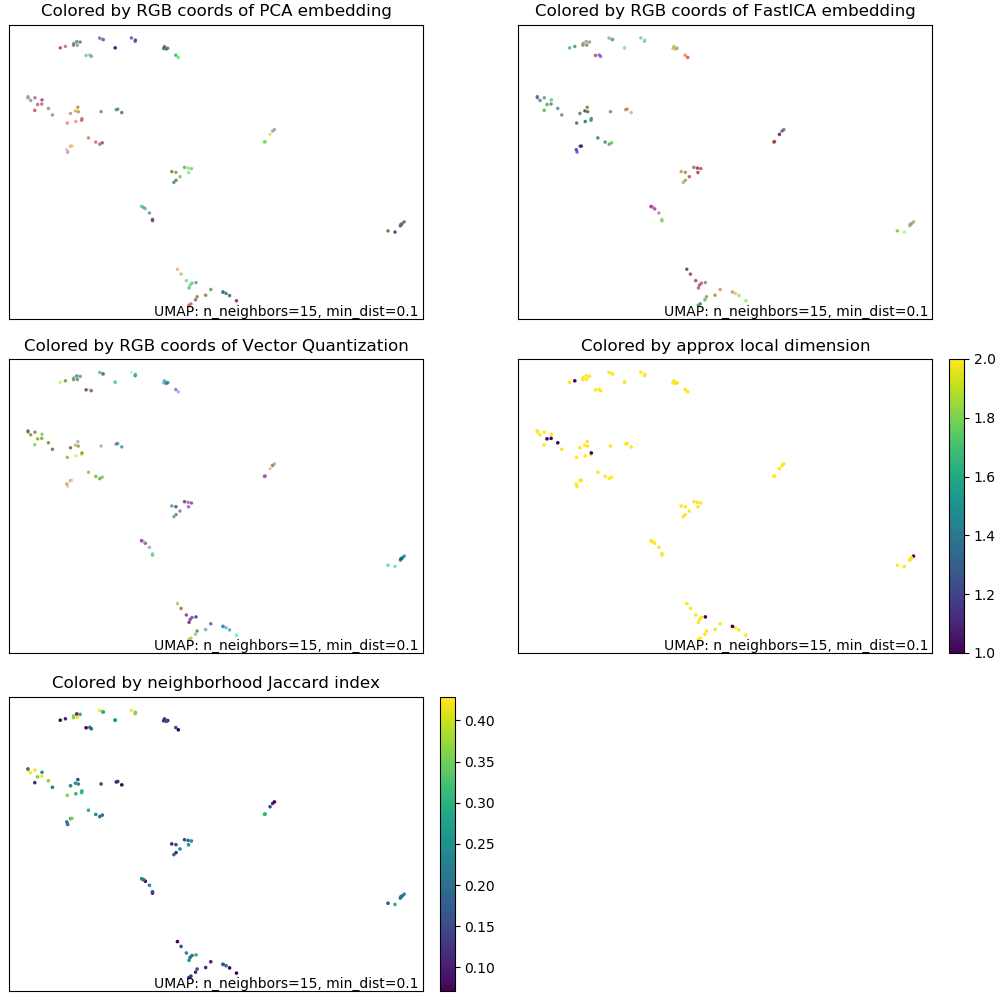 Colored by RGB coords of PCA embedding
UMAP: n_neighbors=15, min_dist=0.1
Colored by RGB coords of FastICA embedding
UMAP: n_neighbors=15, min_dist=0.1
Colored by RGB coords of Vector Quantization
UMAP: n_neighbors=15, min_dist=0.1
Colored by approx local dimension
UMAP: n_neighbors=15, min_dist=0.1
2.0
1.8
1.6
1.4
1.2
1.0
Colored by neighborhood Jaccard index
UMAP: n_neighbors=15, min_dist=0.1
0.40
0.35
0.30
0.25
0.20
0.15
0.10